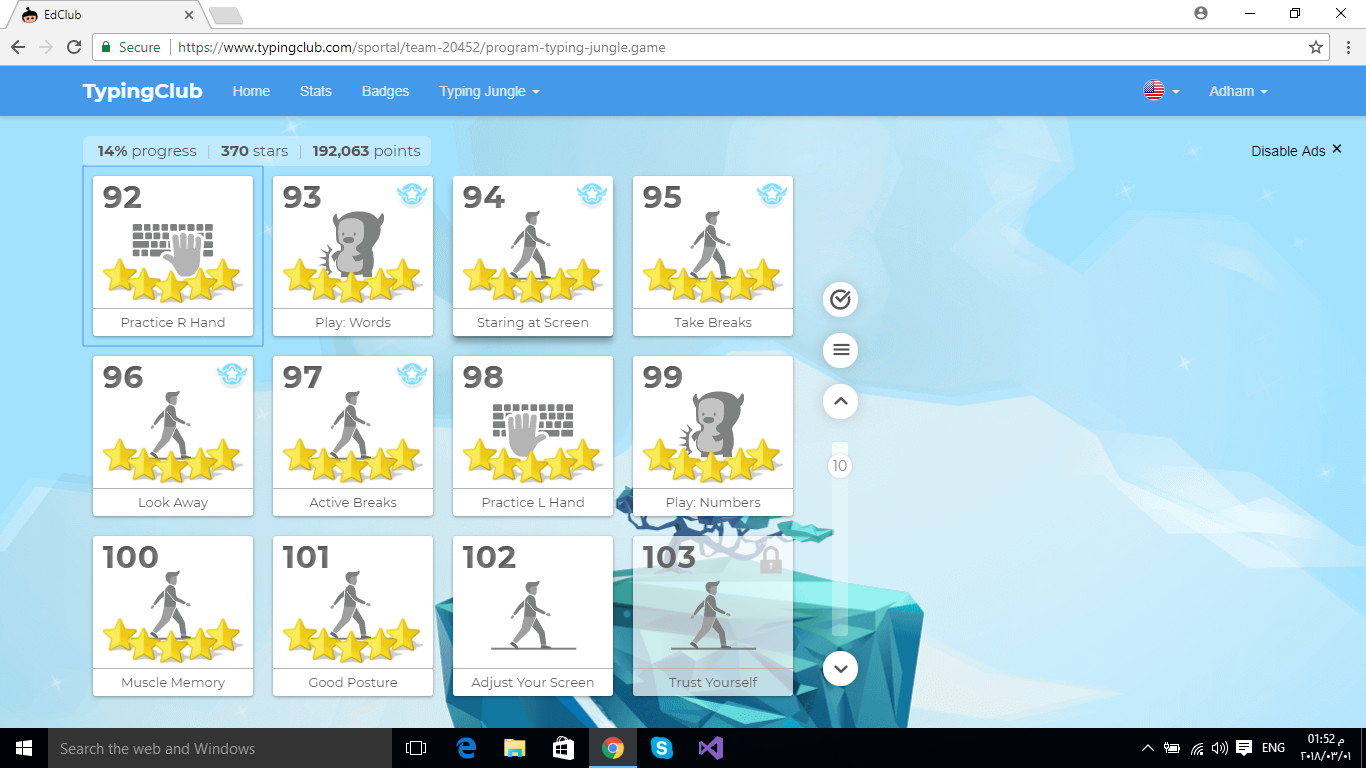 EdClub
Secure https://www.typingclub.com/sportal/team-20452/program-typing-jungle.game
TypingClub Home Stats Badges Typing Jungle Adham
14% progress | 370 stars | 192,063 points
Disable Ads ✕
92 93 94 95
Practice R Hand Play: Words Staring at Screen Take Breaks
96 97 98 99
10
Look Away Active Breaks Practice L Hand Play: Numbers
100 101 102 103
Muscle Memory Good Posture Adjust Your Screen Trust Yourself
Search the web and Windows ENG
01:52 م
٢٠١٨/٠٣/٠١